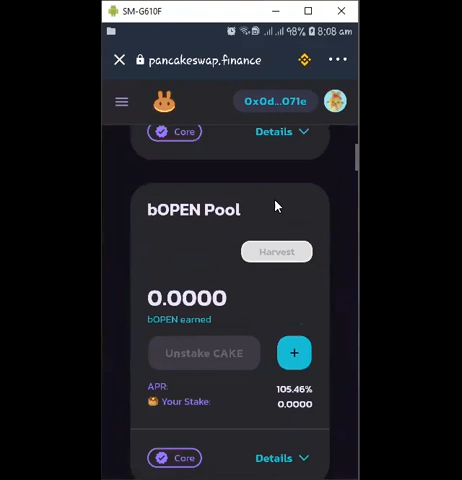 SM-G610F
98% 8:08 am
pancakeswap.finance
0x0d...071e
Core Details
bOPEN Pool
Harvest
0.0000
bOPEN earned
Unstake CAKE +
APR: 105.46%
Your Stake: 0.0000
Core Details